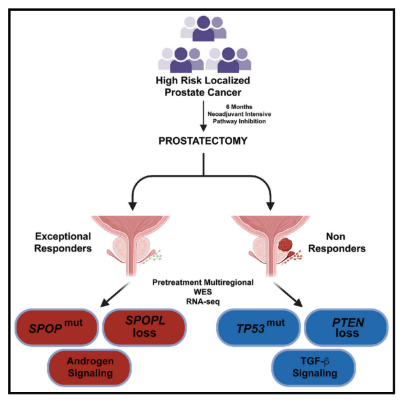 High Risk Localized
Prostate Cancer
6 Months
Neoadjuvant Intensive
Pathway Inhibition
PROSTATECTOMY
Exceptional
Responders
Non
Responders
Pretreatment Multiregional
WES
RNA-seq
SPOP mut
SPOPL
loss
Androgen
Signaling
TP53 mut
PTEN
loss
TGF-β
Signaling